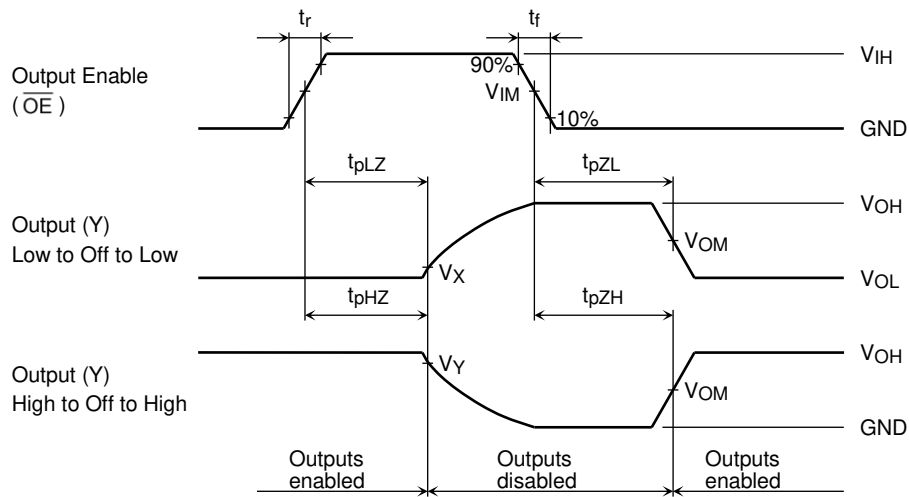 tr
tf
Output Enable
( OE )
90%
VIM
10%
VIH
GND
tpLZ
tpZL
Output (Y)
Low to Off to Low
VX
VOM
VOH
VOL
tpHZ
tpZH
Output (Y)
High to Off to High
VY
VOM
VOH
GND
Outputs
enabled
Outputs
disabled
Outputs
enabled